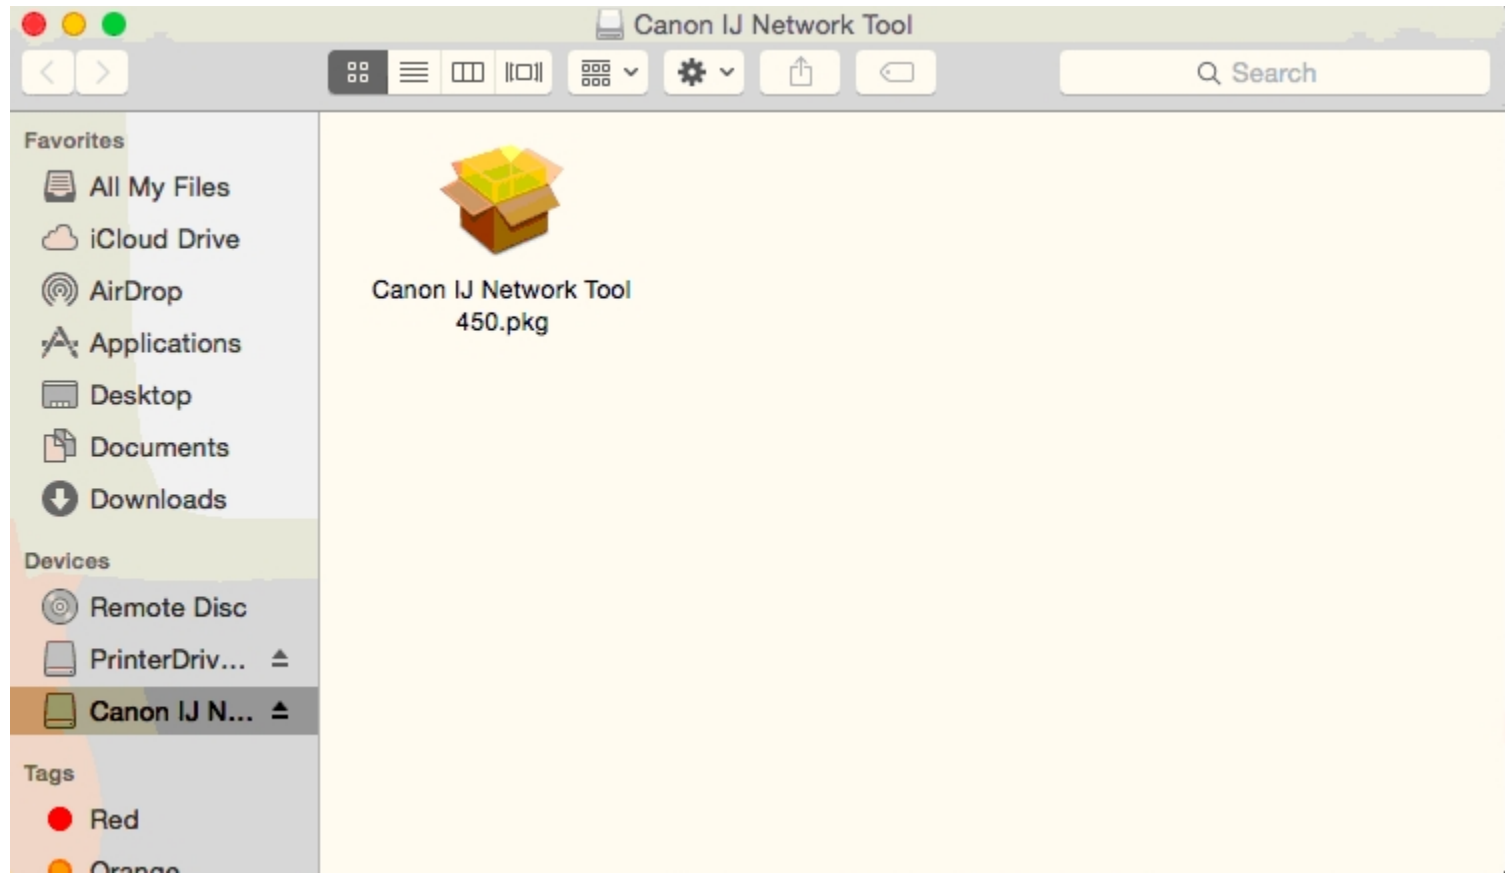 Canon IJ Network Tool
Search
Favorites
All My Files
iCloud Drive
AirDrop
Applications
Desktop
Documents
Downloads
Devices
Remote Disc
PrinterDriv...
Canon IJ N...
Tags
Red
Orange
Canon IJ Network Tool
450.pkg